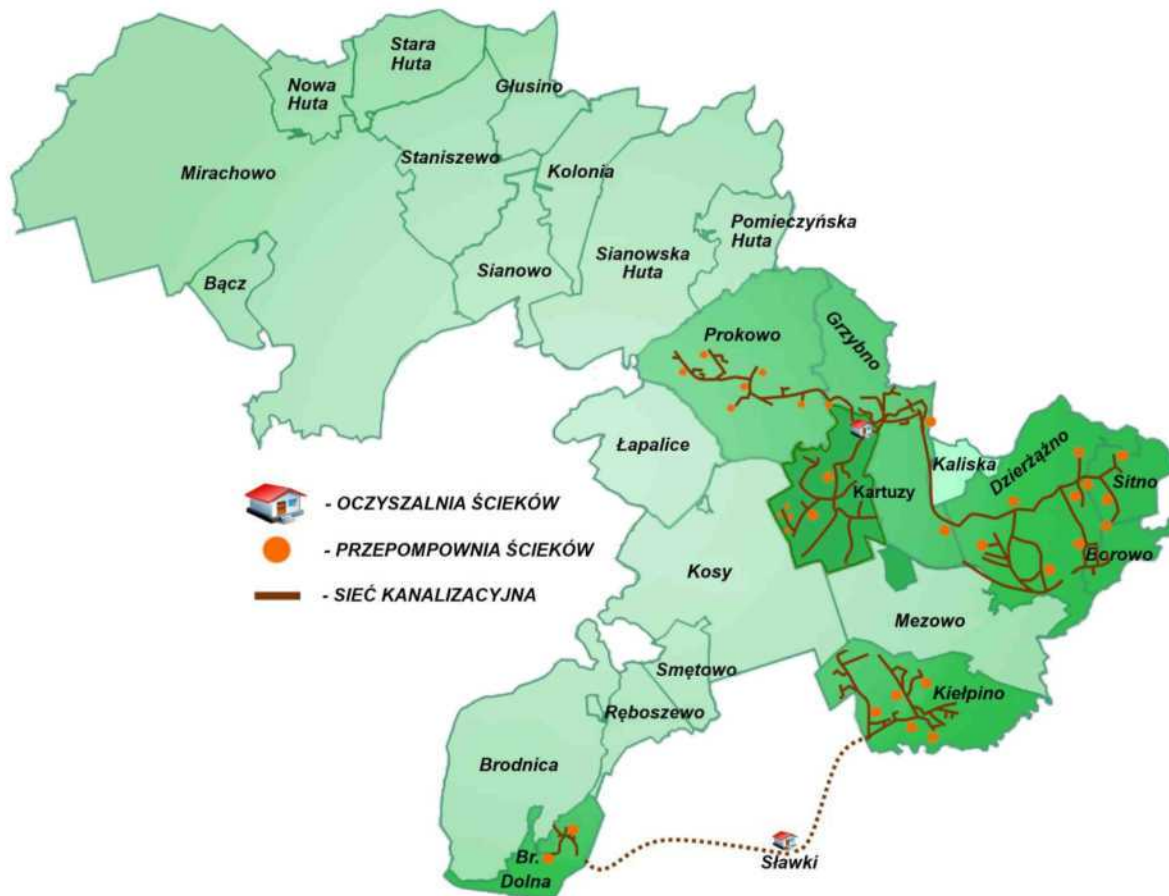 Stara
Huta
Nowa
Huta
Głusino
Mirachowo
Staniszewo
Kolonia
Pomieczyńska
Huta
Bącz
Sianowo
Sianowska
Huta
Prokowo
Grzybno
Łapalice
Kaliska
Dzierżążno
Sitno
Kartuzy
Borowo
- OCZYSZALNIA ŚCIEKÓW
- PRZEPOMPOWNIA ŚCIEKÓW
- SIEĆ KANALIZACYJNA
Kosy
Mezowo
Smętowo
Kiełpino
Ręboszewo
Brodnica
Br.
Dolna
Sławki